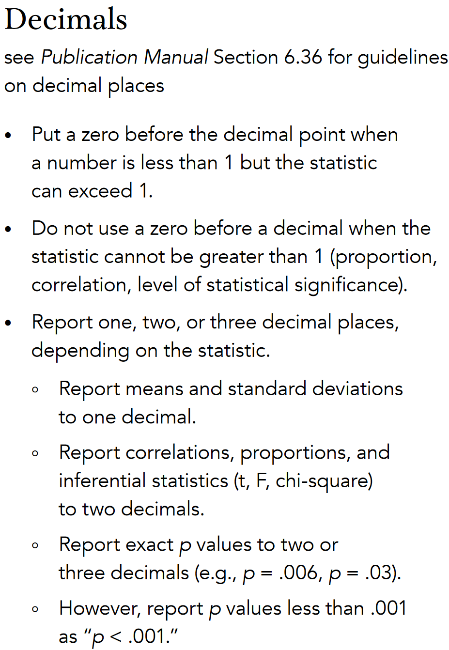 Decimals
see Publication Manual Section 6.36 for guidelines
on decimal places
• Put a zero before the decimal point when
a number is less than 1 but the statistic
can exceed 1.
• Do not use a zero before a decimal when the
statistic cannot be greater than 1 (proportion,
correlation, level of statistical significance).
• Report one, two, or three decimal places,
depending on the statistic.
◦ Report means and standard deviations
to one decimal.
◦ Report correlations, proportions, and
inferential statistics (t, F, chi-square)
to two decimals.
◦ Report exact p values to two or
three decimals (e.g., p = .006, p = .03).
◦ However, report p values less than .001
as “p < .001.”